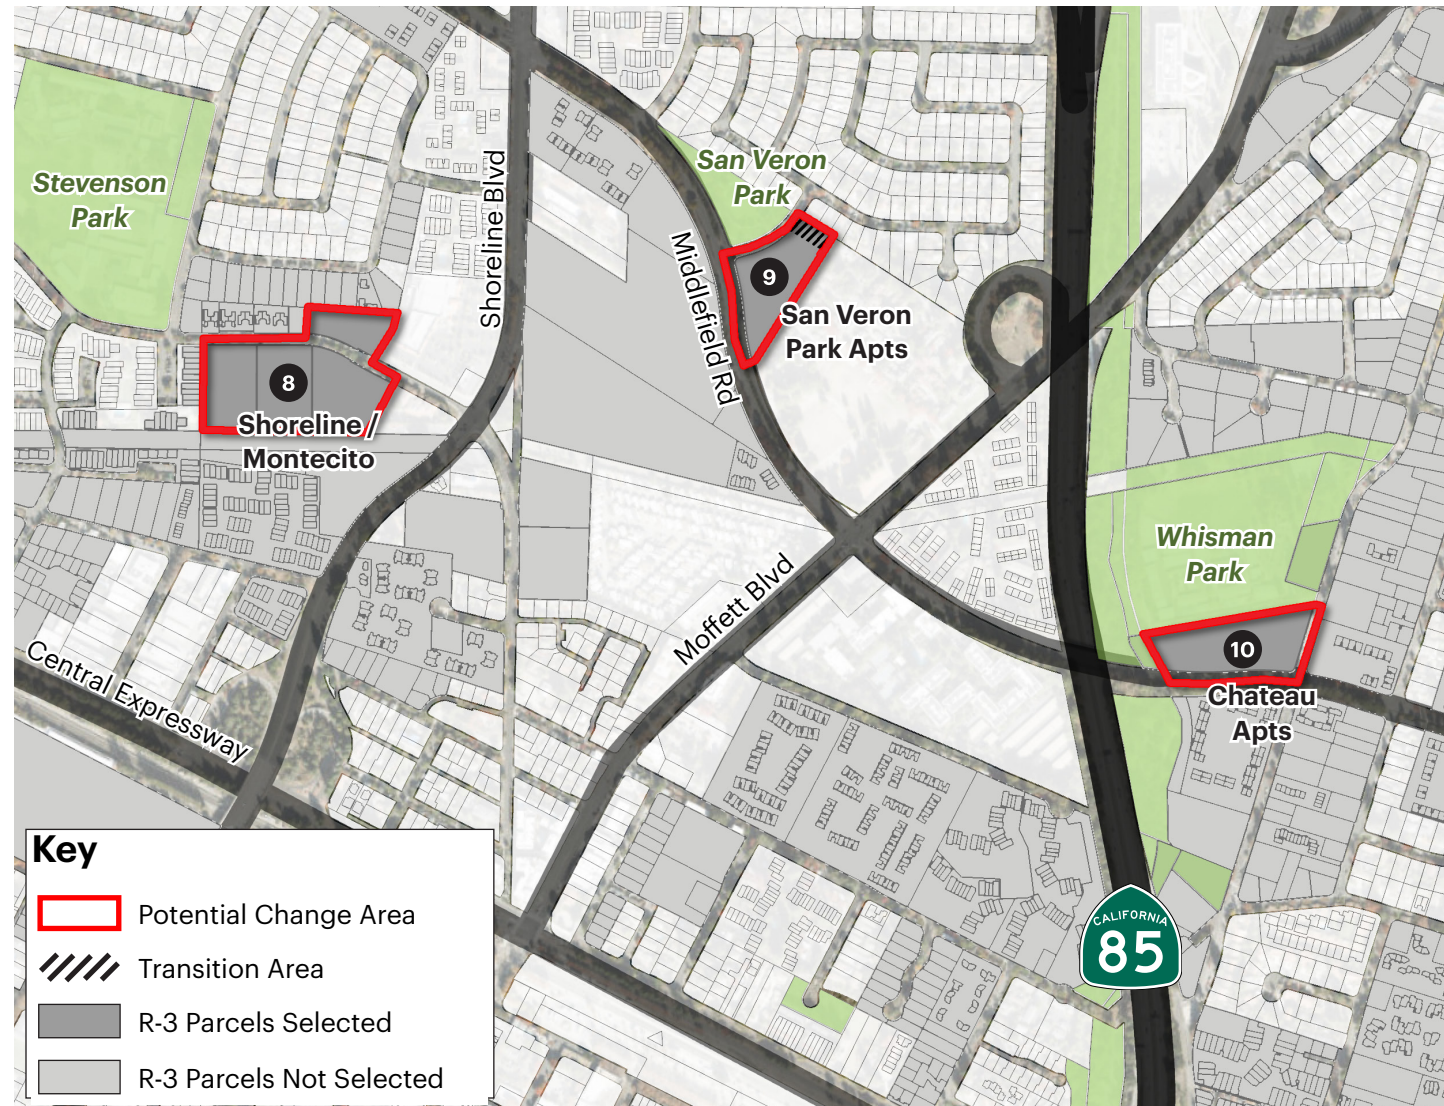 Stevenson
Park
Shoreline Blvd
San Veron
Park
Middlefield Rd
9
San Veron
Park Apts
8
Shoreline /
Montecito
Whisman
Park
Moffett Blvd
10
Chateau
Apts
Central Expressway
CALIFORNIA
85
Key
Potential Change Area
Transition Area
R-3 Parcels Selected
R-3 Parcels Not Selected